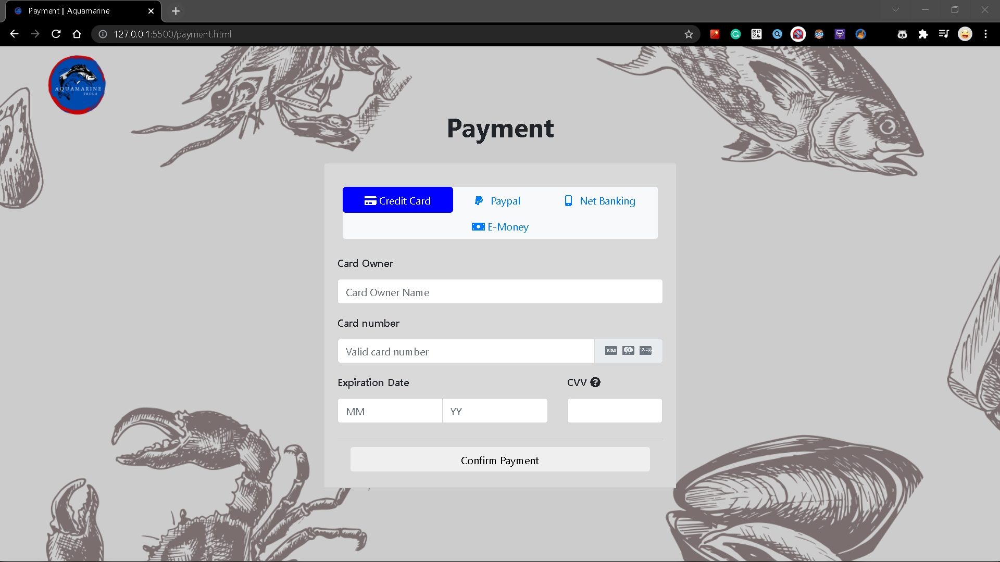 Payment || Aquamarine
127.0.0.1:5500/payment.html
AQUAMARINE
FRESH
Payment
Credit Card
Paypal
Net Banking
E-Money
Card Owner
Card Owner Name
Card number
Valid card number
VISA
Expiration Date
CVV ?
MM
YY
Confirm Payment